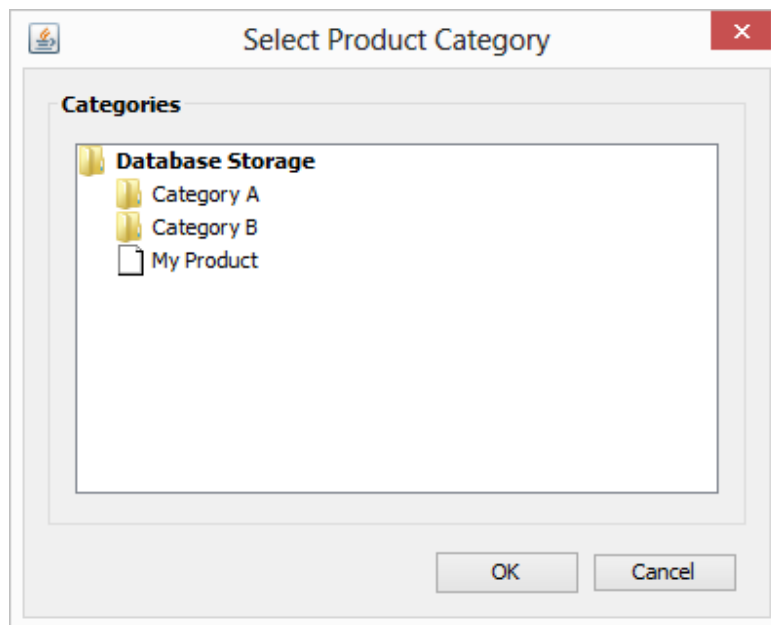 Select Product Category
Categories
Database Storage
Category A
Category B
My Product
OK
Cancel